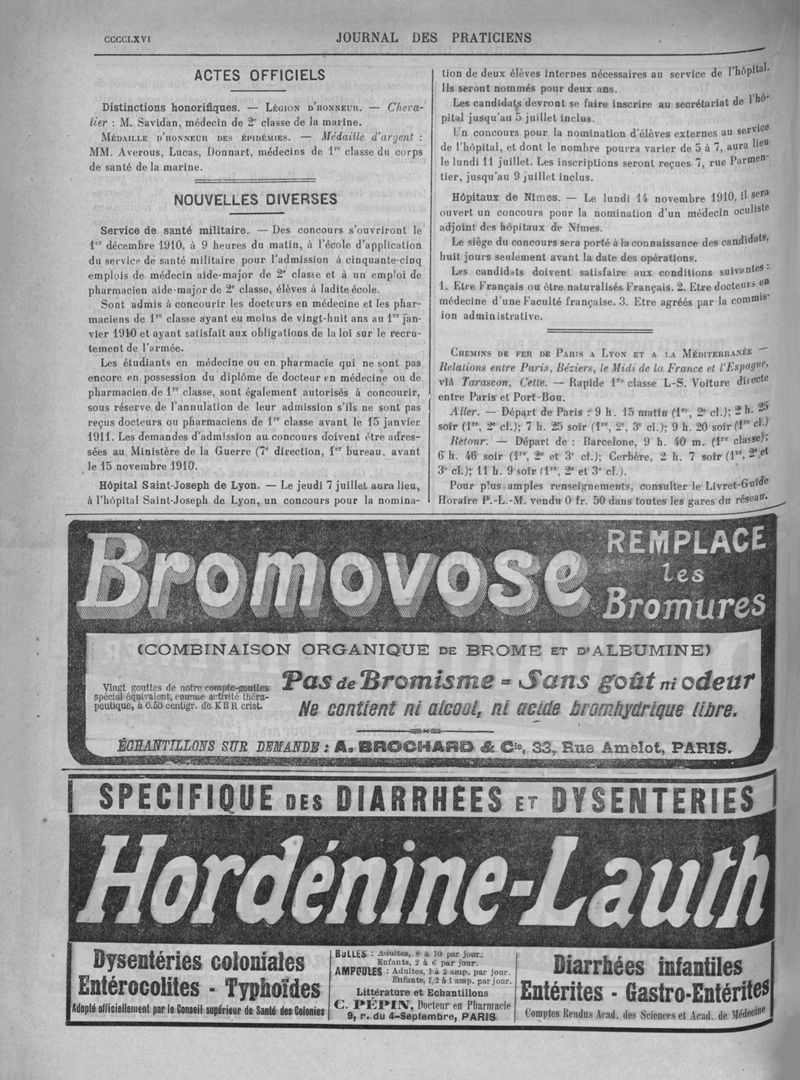 CCCCLXVI
JOURNAL DES PRATICIENS
ACTES OFFICIELS
Distinctions honorifiques. — LÉGION D'HONNEUR. — Cheva-
lier : M. Savidan, médecin de 2e classe de la marine.
MÉDAILLE D'HONNEUR DES ÉPIDÉMIES. — Médaille d'argent :
MM. Averous, Lucas, Donnart, médecins de 1re classe du corps
de santé de la marine.
NOUVELLES DIVERSES
Service de santé militaire. — Des concours s'ouvriront le
1er décembre 1910, à 9 heures du matin, à l'école d'application
du service de santé militaire pour l'admission à cinquante-cinq
emplois de médecin aide-major de 2e classe et à un emploi de
pharmacien aide-major de 2e classe, élèves à ladite école.
Sont admis à concourir les docteurs en médecine et les phar-
maciens de 1re classe ayant eu moins de vingt-huit ans au 1er jan-
vier 1910 et ayant satisfait aux obligations de la loi sur le recru-
tement de l'armée.
Les étudiants en médecine ou en pharmacie qui ne sont pas
encore en possession du diplôme de docteur en médecine ou de
pharmacien de 1re classe, sont également autorisés à concourir,
sous réserve de l'annulation de leur admission s'ils ne sont pas
reçus docteurs ou pharmaciens de 1re classe avant le 15 janvier
1911. Les demandes d'admission au concours doivent être adres-
sées au Ministère de la Guerre (7e direction, 1er bureau, avant
le 15 novembre 1910.
Hôpital Saint-Joseph de Lyon. — Le jeudi 7 juillet aura lieu,
à l'hôpital Saint-Joseph de Lyon, un concours pour la nomina-
tion de deux élèves internes nécessaires au service de l'hôpital.
Ils seront nommés pour deux ans.
Les candidats devront se faire inscrire au secrétariat de l'hô-
pital jusqu'au 5 juillet inclus.
Un concours pour la nomination d'élèves externes au service
de l'hôpital, et dont le nombre pourra varier de 5 à 7, aura lieu
le lundi 11 juillet. Les inscriptions seront reçues 7, rue Parmen-
tier, jusqu'au 9 juillet inclus.
Hôpitaux de Nîmes. — Le lundi 14 novembre 1910, il sera
ouvert un concours pour la nomination d'un médecin oculiste
adjoint des hôpitaux de Nîmes.
Le siège du concours sera porté à la connaissance des candidats,
huit jours seulement avant la date des opérations.
Les candidats doivent satisfaire aux conditions suivantes :
1. Etre Français ou être naturalisés Français. 2. Etre docteurs en
médecine d'une Faculté française. 3. Etre agréés par la commis-
ion administrative.
CHEMINS DE FER DE PARIS A LYON ET A LA MÉDITERRANÉE —
Relations entre Paris, Béziers, le Midi de la France et l'Espagne,
viâ Tarascon, Cette. — Rapide 1re classe L-S. Voiture directe
entre Paris et Port-Bou.
Aller. — Départ de Paris : 9 h. 15 matin (1re, 2e cl.); 2 h. 25
soir (1re, 2e cl.); 7 h. 25 soir (1re, 2e, 3e cl.); 9 h. 20 soir (1re cl.)
Retour. — Départ de : Barcelone, 9 h. 40 m. (1re classe);
6 h. 46 soir (1re, 2e et 3e cl.); Cerbère, 2 h. 7 soir (1re, 2e et
3e cl.); 11 h. 9 soir (1re, 2e et 3e cl.).
Pour plus amples renseignements, consulter le Livret-Guide
Horaire P.-L.-M. vendu 0 fr. 50 dans toutes les gares du réseau.
Bromovose
REMPLACE
les
Bromures
(COMBINAISON ORGANIQUE DE BROME ET D'ALBUMINE)
Vingt gouttes de notre compte-gouttes
spécial équivalent, comme activité théra-
peutique, à 0.50 centigr. de KBR crist.
Pas de Bromisme = Sans goût ni odeur
Ne contient ni alcool, ni acide bromhydrique libre.
ÉCHANTILLONS SUR DEMANDE : A. BROCHARD & Cie, 33, Rue Amelot, PARIS.
SPÉCIFIQUE DES DIARRHÉES ET DYSENTERIES
Hordénine-Lauth
Dysentéries coloniales
Entérocolites - Typhoïdes
Adopté officiellement par le Conseil supérieur de Santé des Colonies
BULLES : Adultes, 8 à 10 par jour.
Enfants, 2 à 6 par jour.
AMPOULES : Adultes, 1 à 2 amp. par jour.
Enfants, 1/2 à 1 amp. par jour.
Littérature et Echantillons
C. PÉPIN, Docteur en Pharmacie
9, r. du 4-Septembre, PARIS
Diarrhées infantiles
Entérites - Gastro-Entérites
Comptes Rendus Acad. des Sciences et Acad. de Médecine